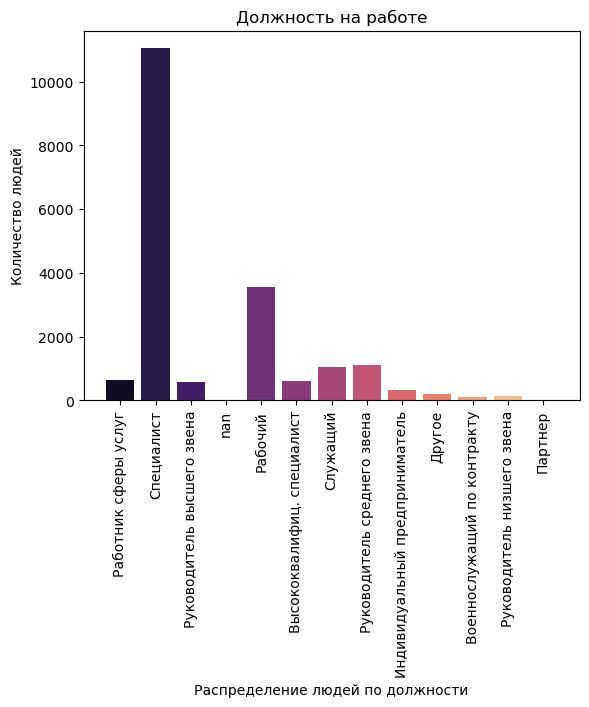 Должность на работе
Количество людей
10000
8000
6000
4000
2000
0
Работник сферы услуг
Специалист
Руководитель высшего звена
nan
Рабочий
Высококвалифиц. специалист
Служащий
Руководитель среднего звена
Индивидуальный предприниматель
Другое
Военнослужащий по контракту
Руководитель низшего звена
Партнер
Распределение людей по должности